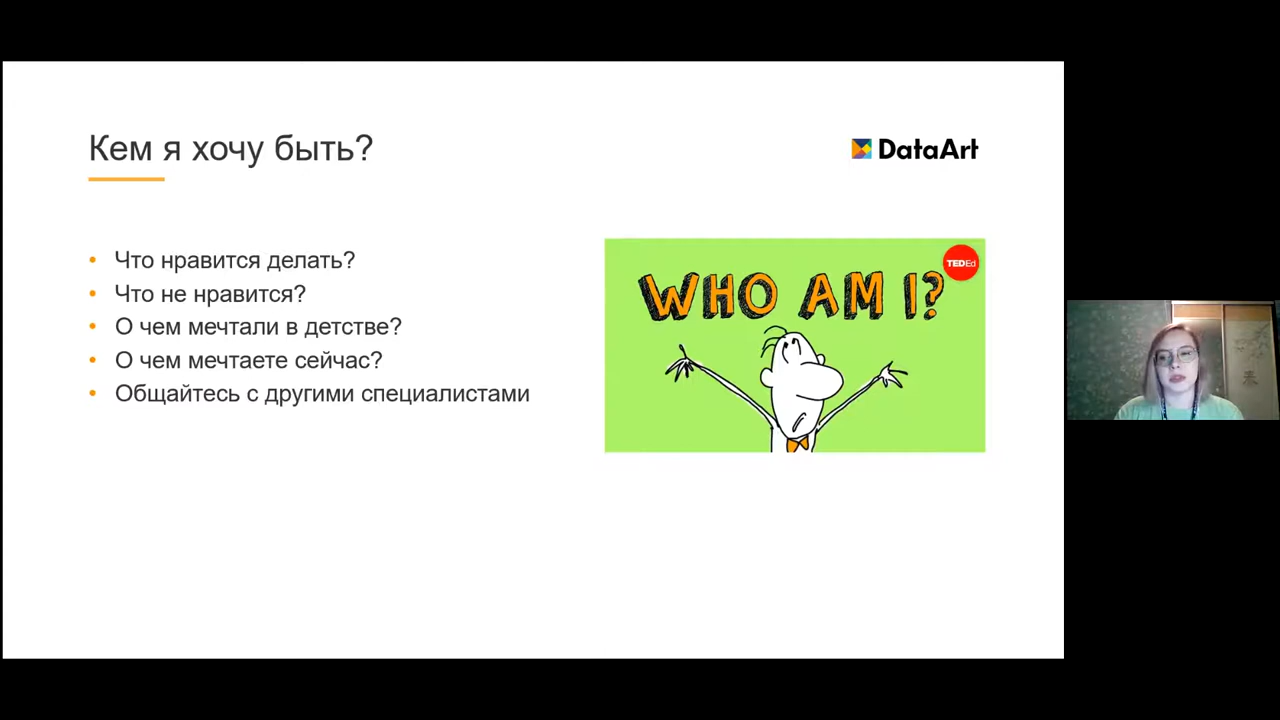 Кем я хочу быть?
DataArt
Что нравится делать?
Что не нравится?
О чем мечтали в детстве?
О чем мечтаете сейчас?
Общайтесь с другими специалистами
TEDEd
WHO AM I?